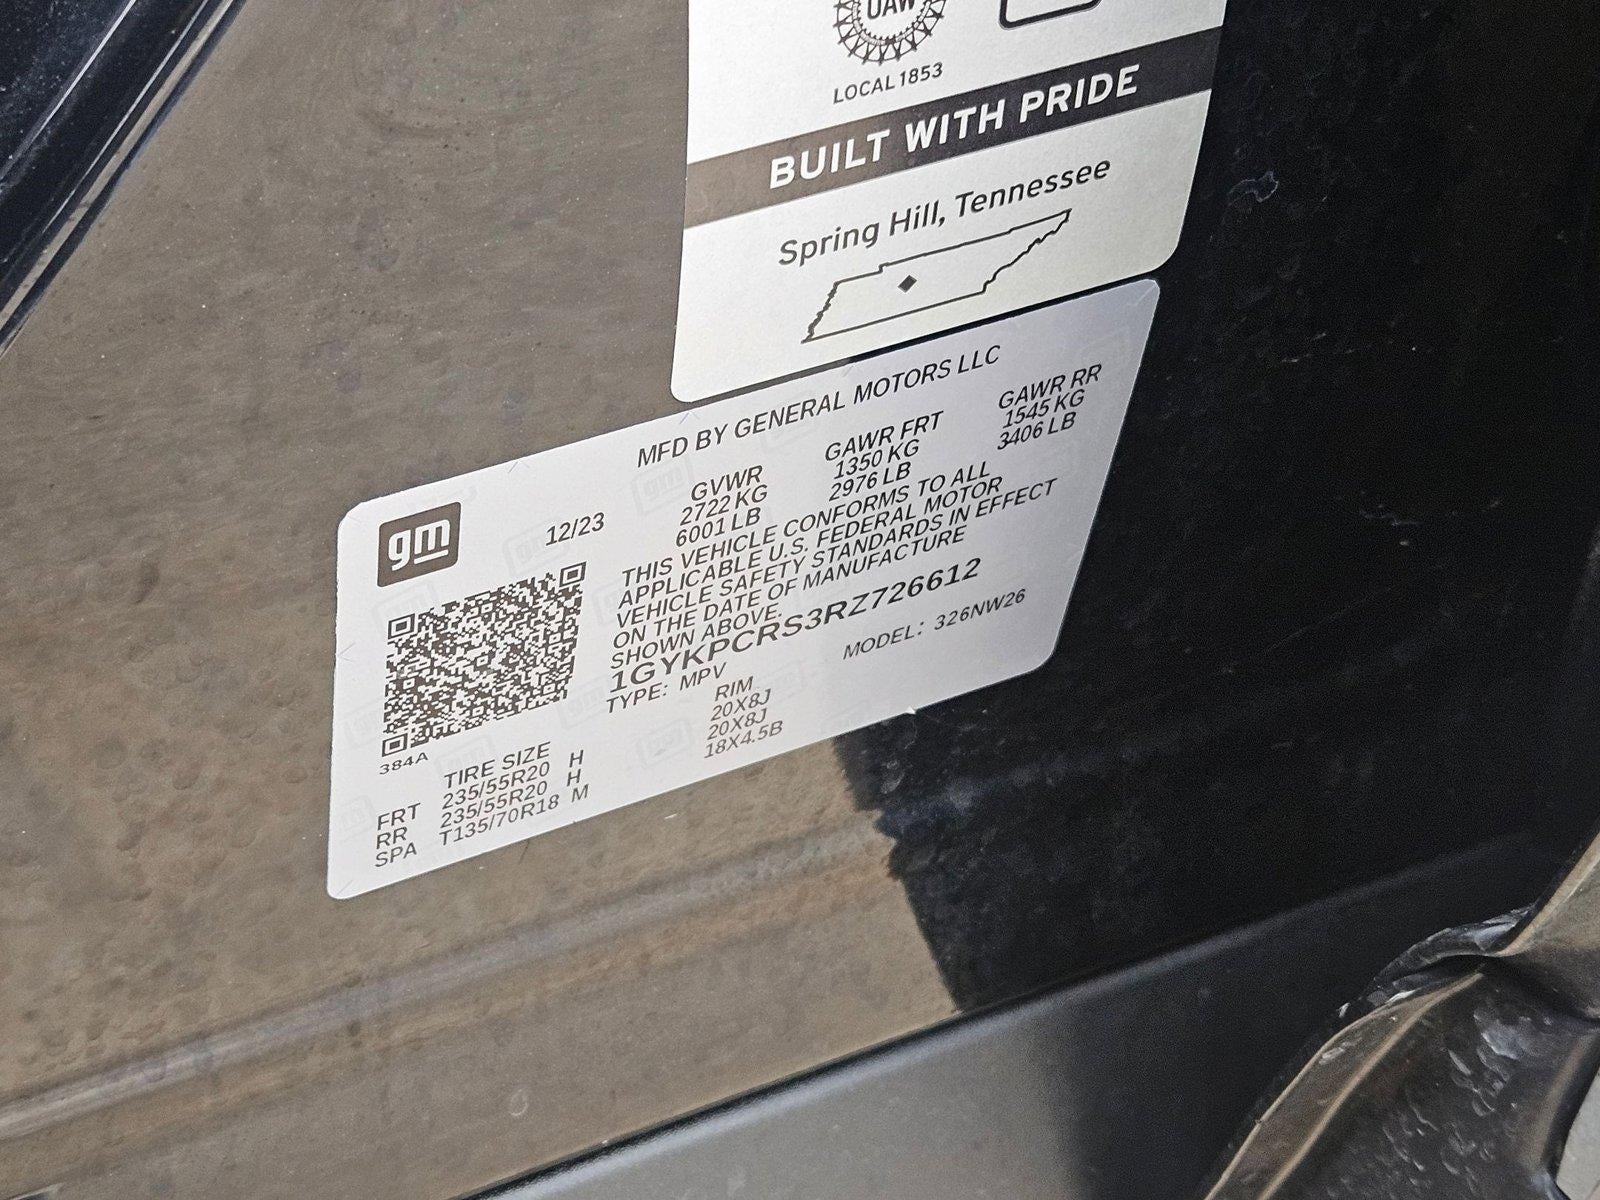 UAW
LOCAL 1853
BUILT WITH PRIDE
Spring Hill, Tennessee
MFD BY GENERAL MOTORS LLC
gm
12/23
GVWR
2722 KG
6001 LB
GAWR FRT
1350 KG
2976 LB
GAWR RR
1545 KG
3406 LB
THIS VEHICLE CONFORMS TO ALL
APPLICABLE U.S. FEDERAL MOTOR
VEHICLE SAFETY STANDARDS IN EFFECT
ON THE DATE OF MANUFACTURE
SHOWN ABOVE.
1GYKPCRS3RZ726612
TYPE: MPV
MODEL: 326NW26
384A
TIRE SIZE RIM
FRT 235/55R20 H 20X8J
RR 235/55R20 H 20X8J
SPA T135/70R18 M 18X4.5B